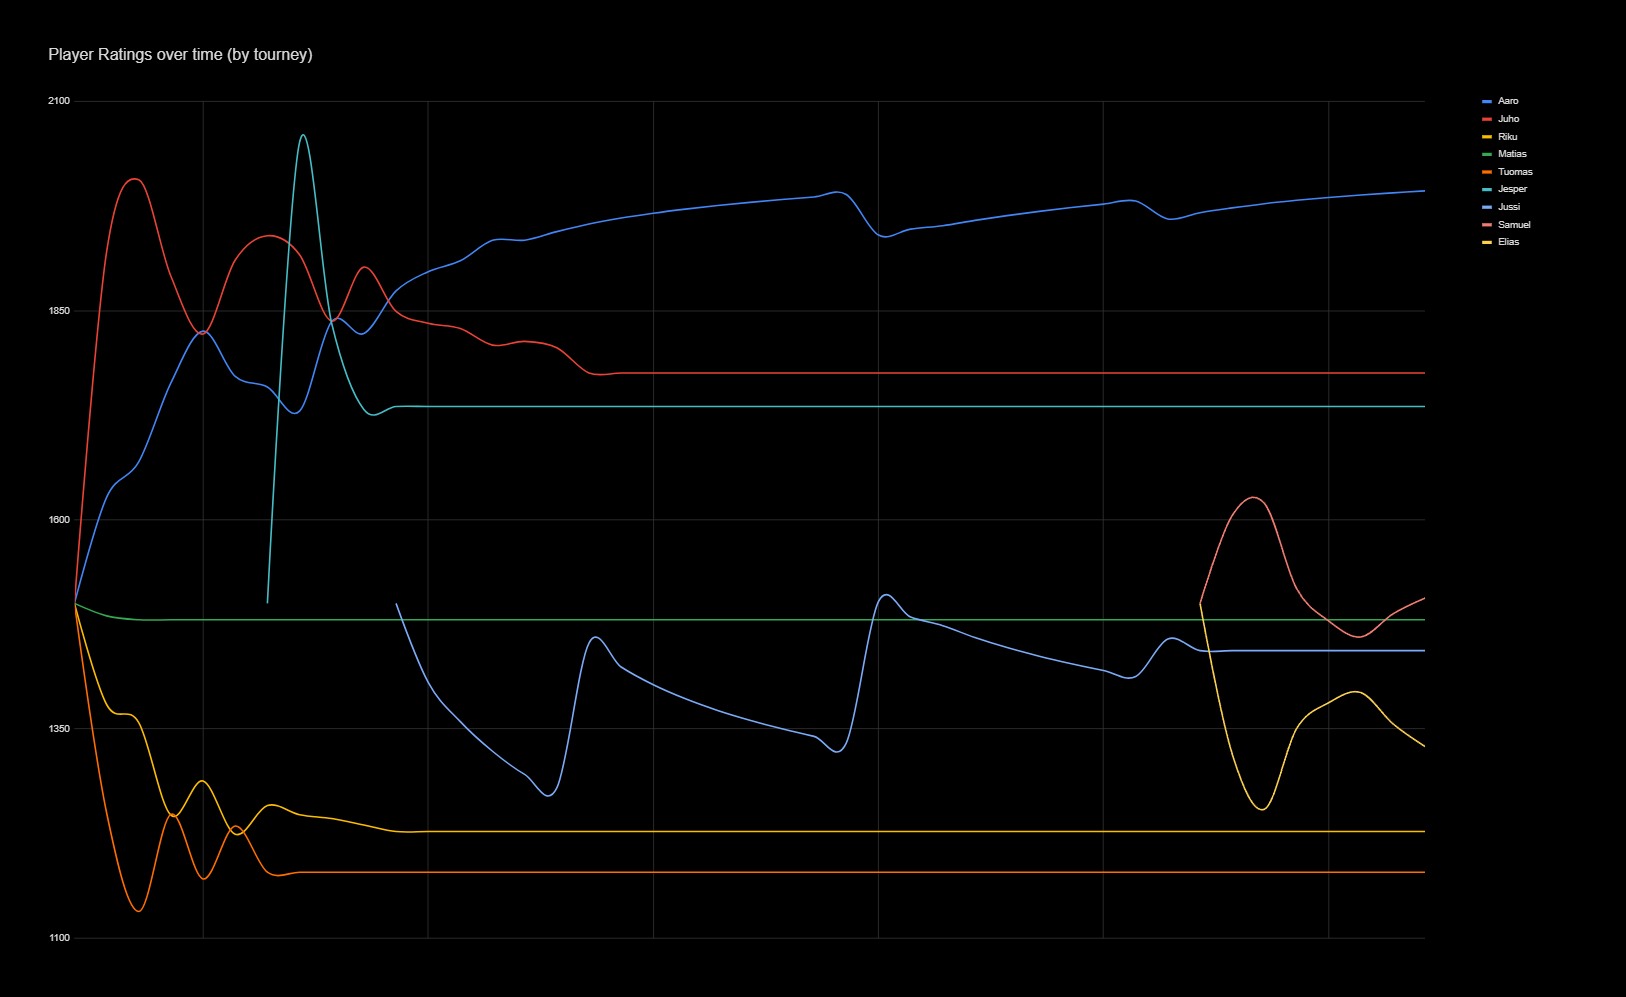 Player Ratings over time (by tourney)
2100
1850
1600
1350
1100
Aaro
Juho
Riku
Matias
Tuomas
Jesper
Jussi
Samuel
Elias